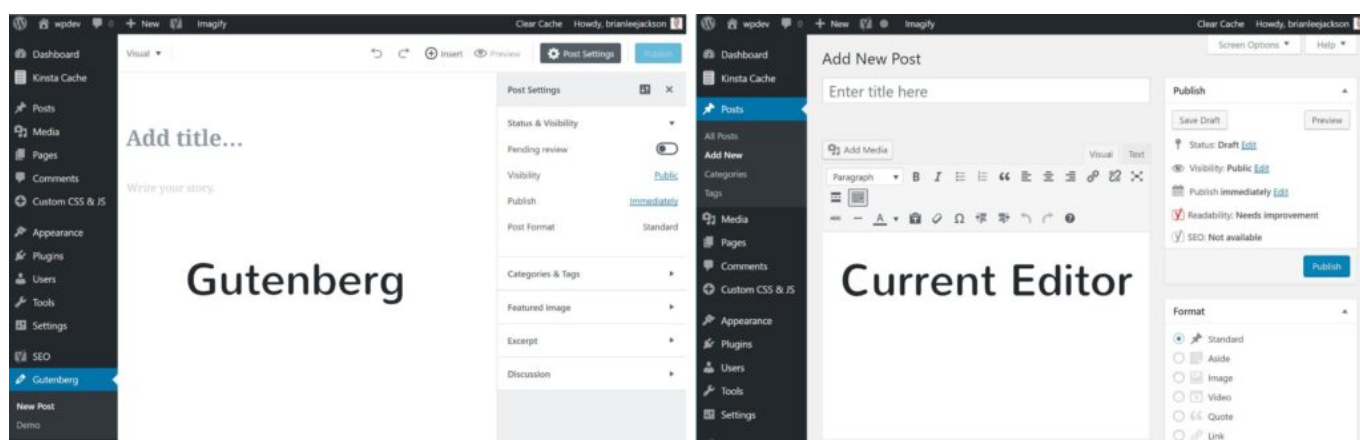 wpdev 0 + New Imagify Clear Cache Howdy, brianleejackson
Dashboard
Kinsta Cache
Posts
Media
Pages
Comments
Custom CSS & JS
Appearance
Plugins
Users
Tools
Settings
SEO
Gutenberg
New Post
Demo
Visual Insert Preview Post Settings Publish
Add title...
Write your story.
Gutenberg
Post Settings
Status & Visibility
Pending review
Visibility Public
Publish Immediately
Post Format Standard
Categories & Tags
Featured Image
Excerpt
Discussion
wpdev 0 + New Imagify Clear Cache Howdy, brianleejackson
Dashboard
Kinsta Cache
Posts
All Posts
Add New
Categories
Tags
Media
Pages
Comments
Custom CSS & JS
Appearance
Plugins
Users
Tools
Settings
Screen Options Help
Add New Post
Enter title here
Add Media Visual Text
Paragraph B I
Current Editor
Publish
Save Draft Preview
Status: Draft Edit
Visibility: Public Edit
Publish immediately Edit
Readability: Needs improvement
SEO: Not available
Publish
Format
Standard
Aside
Image
Video
Quote
Link